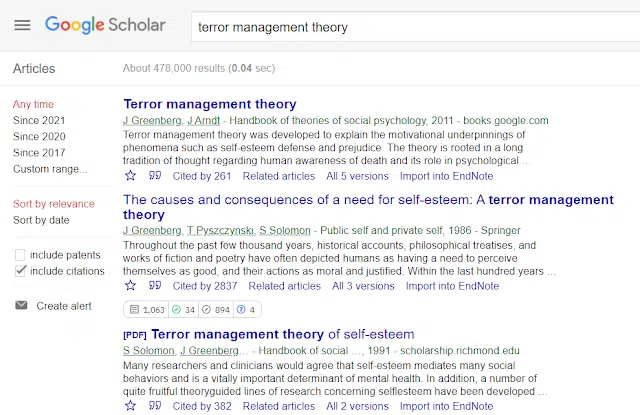 Google Scholar
terror management theory
Articles
About 478,000 results (0.04 sec)
Any time
Since 2021
Since 2020
Since 2017
Custom range...
Sort by relevance
Sort by date
include patents
include citations
Create alert
Terror management theory
J Greenberg, J Arndt - Handbook of theories of social psychology, 2011 - books.google.com
Terror management theory was developed to explain the motivational underpinnings of
phenomena such as self-esteem defense and prejudice. The theory is rooted in a long
tradition of thought regarding human awareness of death and its role in psychological ...
Cited by 261 Related articles All 5 versions Import into EndNote
The causes and consequences of a need for self-esteem: A terror management
theory
J Greenberg, T Pyszczynski, S Solomon - Public self and private self, 1986 - Springer
Throughout the past few thousand years, historical accounts, philosophical treatises, and
works of fiction and poetry have often depicted humans as having a need to perceive
themselves as good, and their actions as moral and justified. Within the last hundred years ...
Cited by 2837 Related articles All 3 versions Import into EndNote
1,063 34 894 4
[PDF] Terror management theory of self-esteem
S Solomon, J Greenberg... - Handbook of social ..., 1991 - scholarship.richmond.edu
Many researchers and clinicians would agree that self-esteem mediates many social
behaviors and is a vitally important determinant of mental health. In addition, a number of
quite fruitful theoryguided lines of research concerning selflesteem have been developed ...
Cited by 382 Related articles All 2 versions Import into EndNote